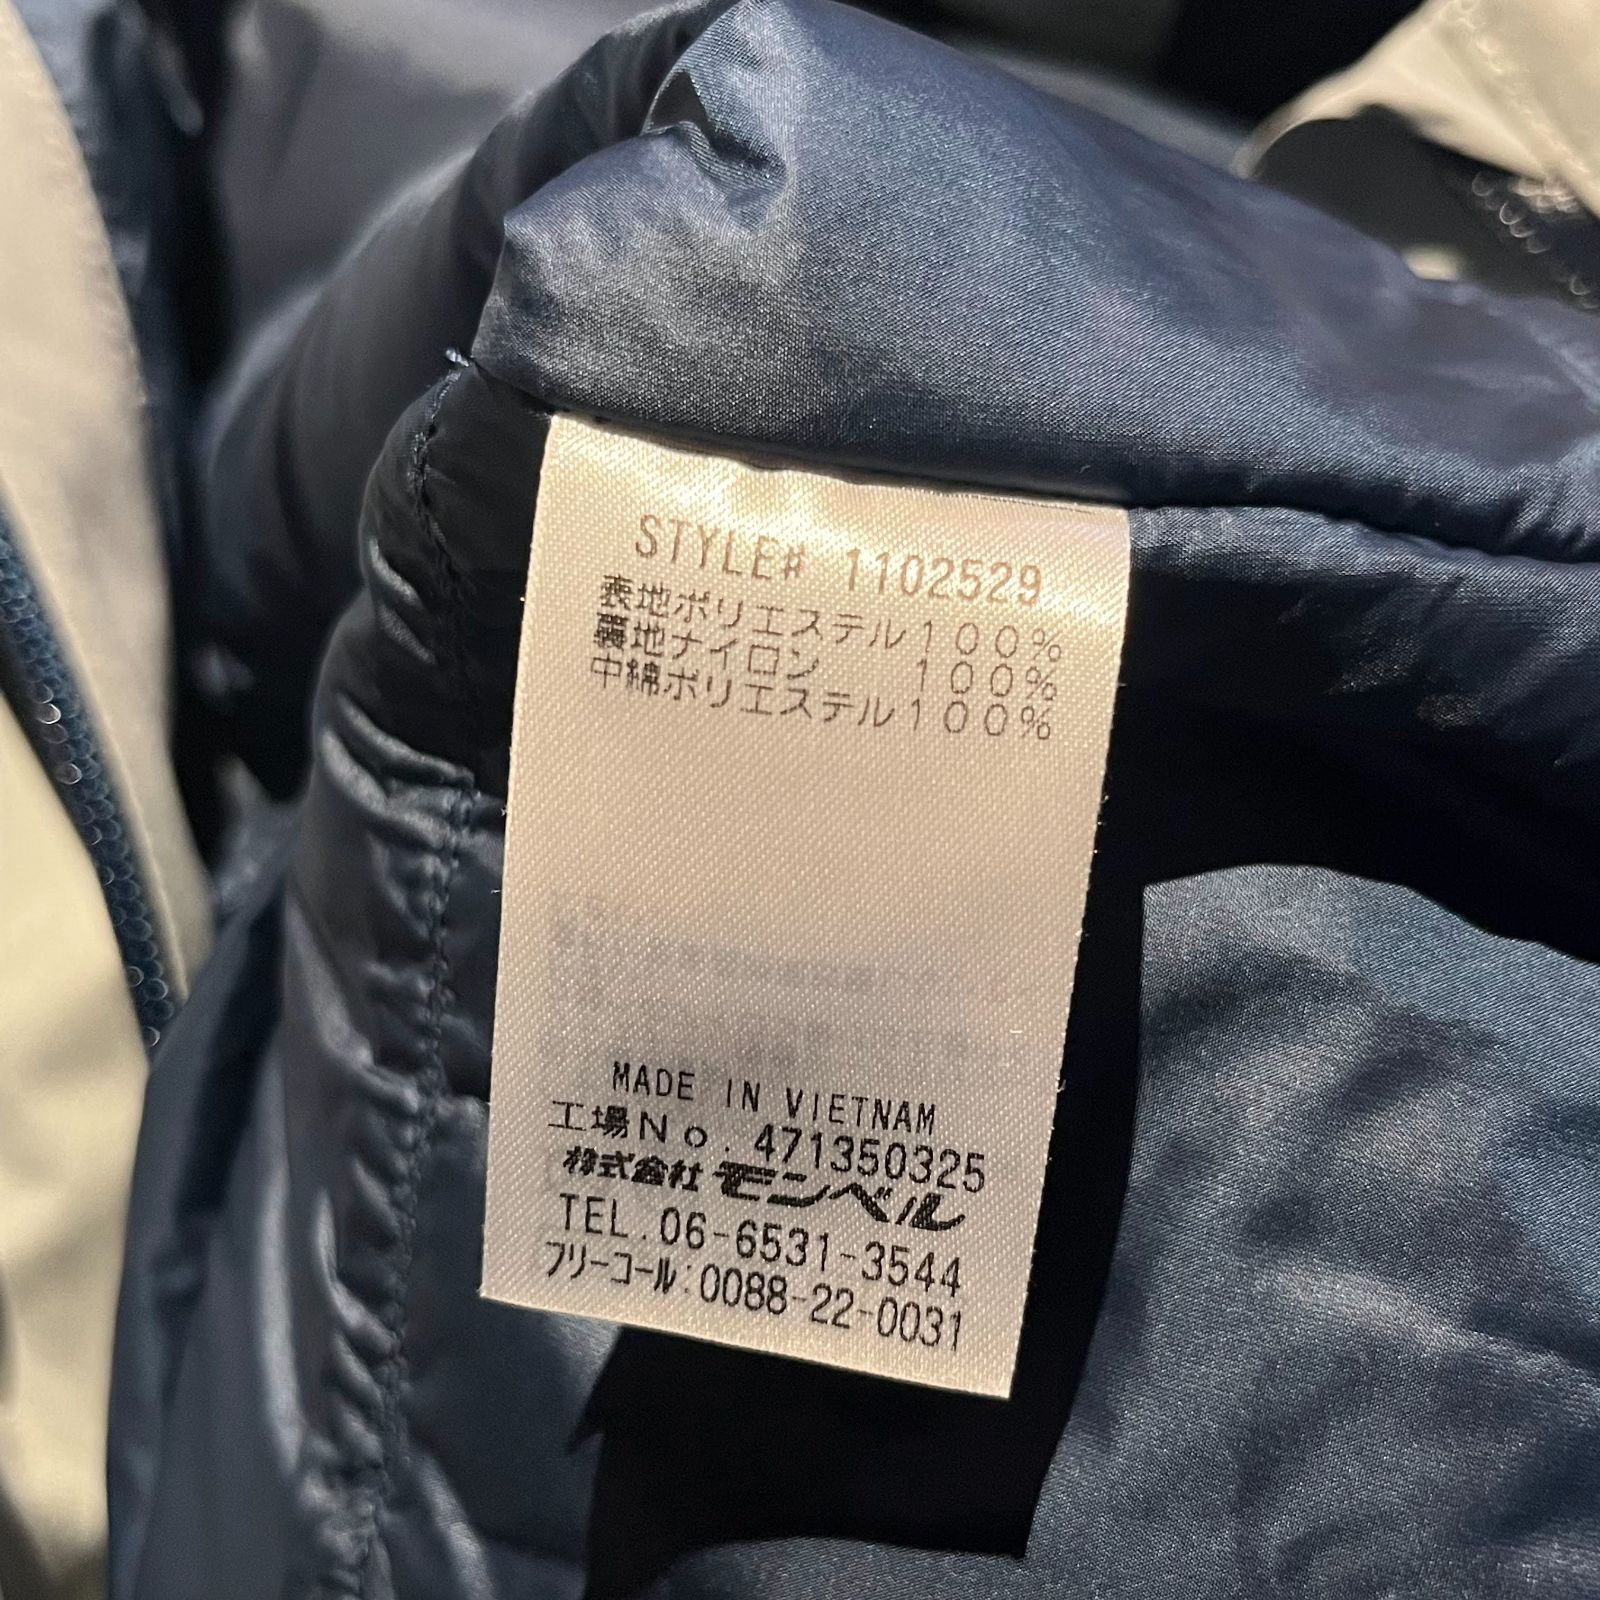 STYLE# 1102529
表地ポリエステル100%
裏地ナイロン 100%
中綿ポリエステル100%
MADE IN VIETNAM
工場No. 471350325
株式会社モンベル
TEL.06-6531-3544
フリーコール:0088-22-0031